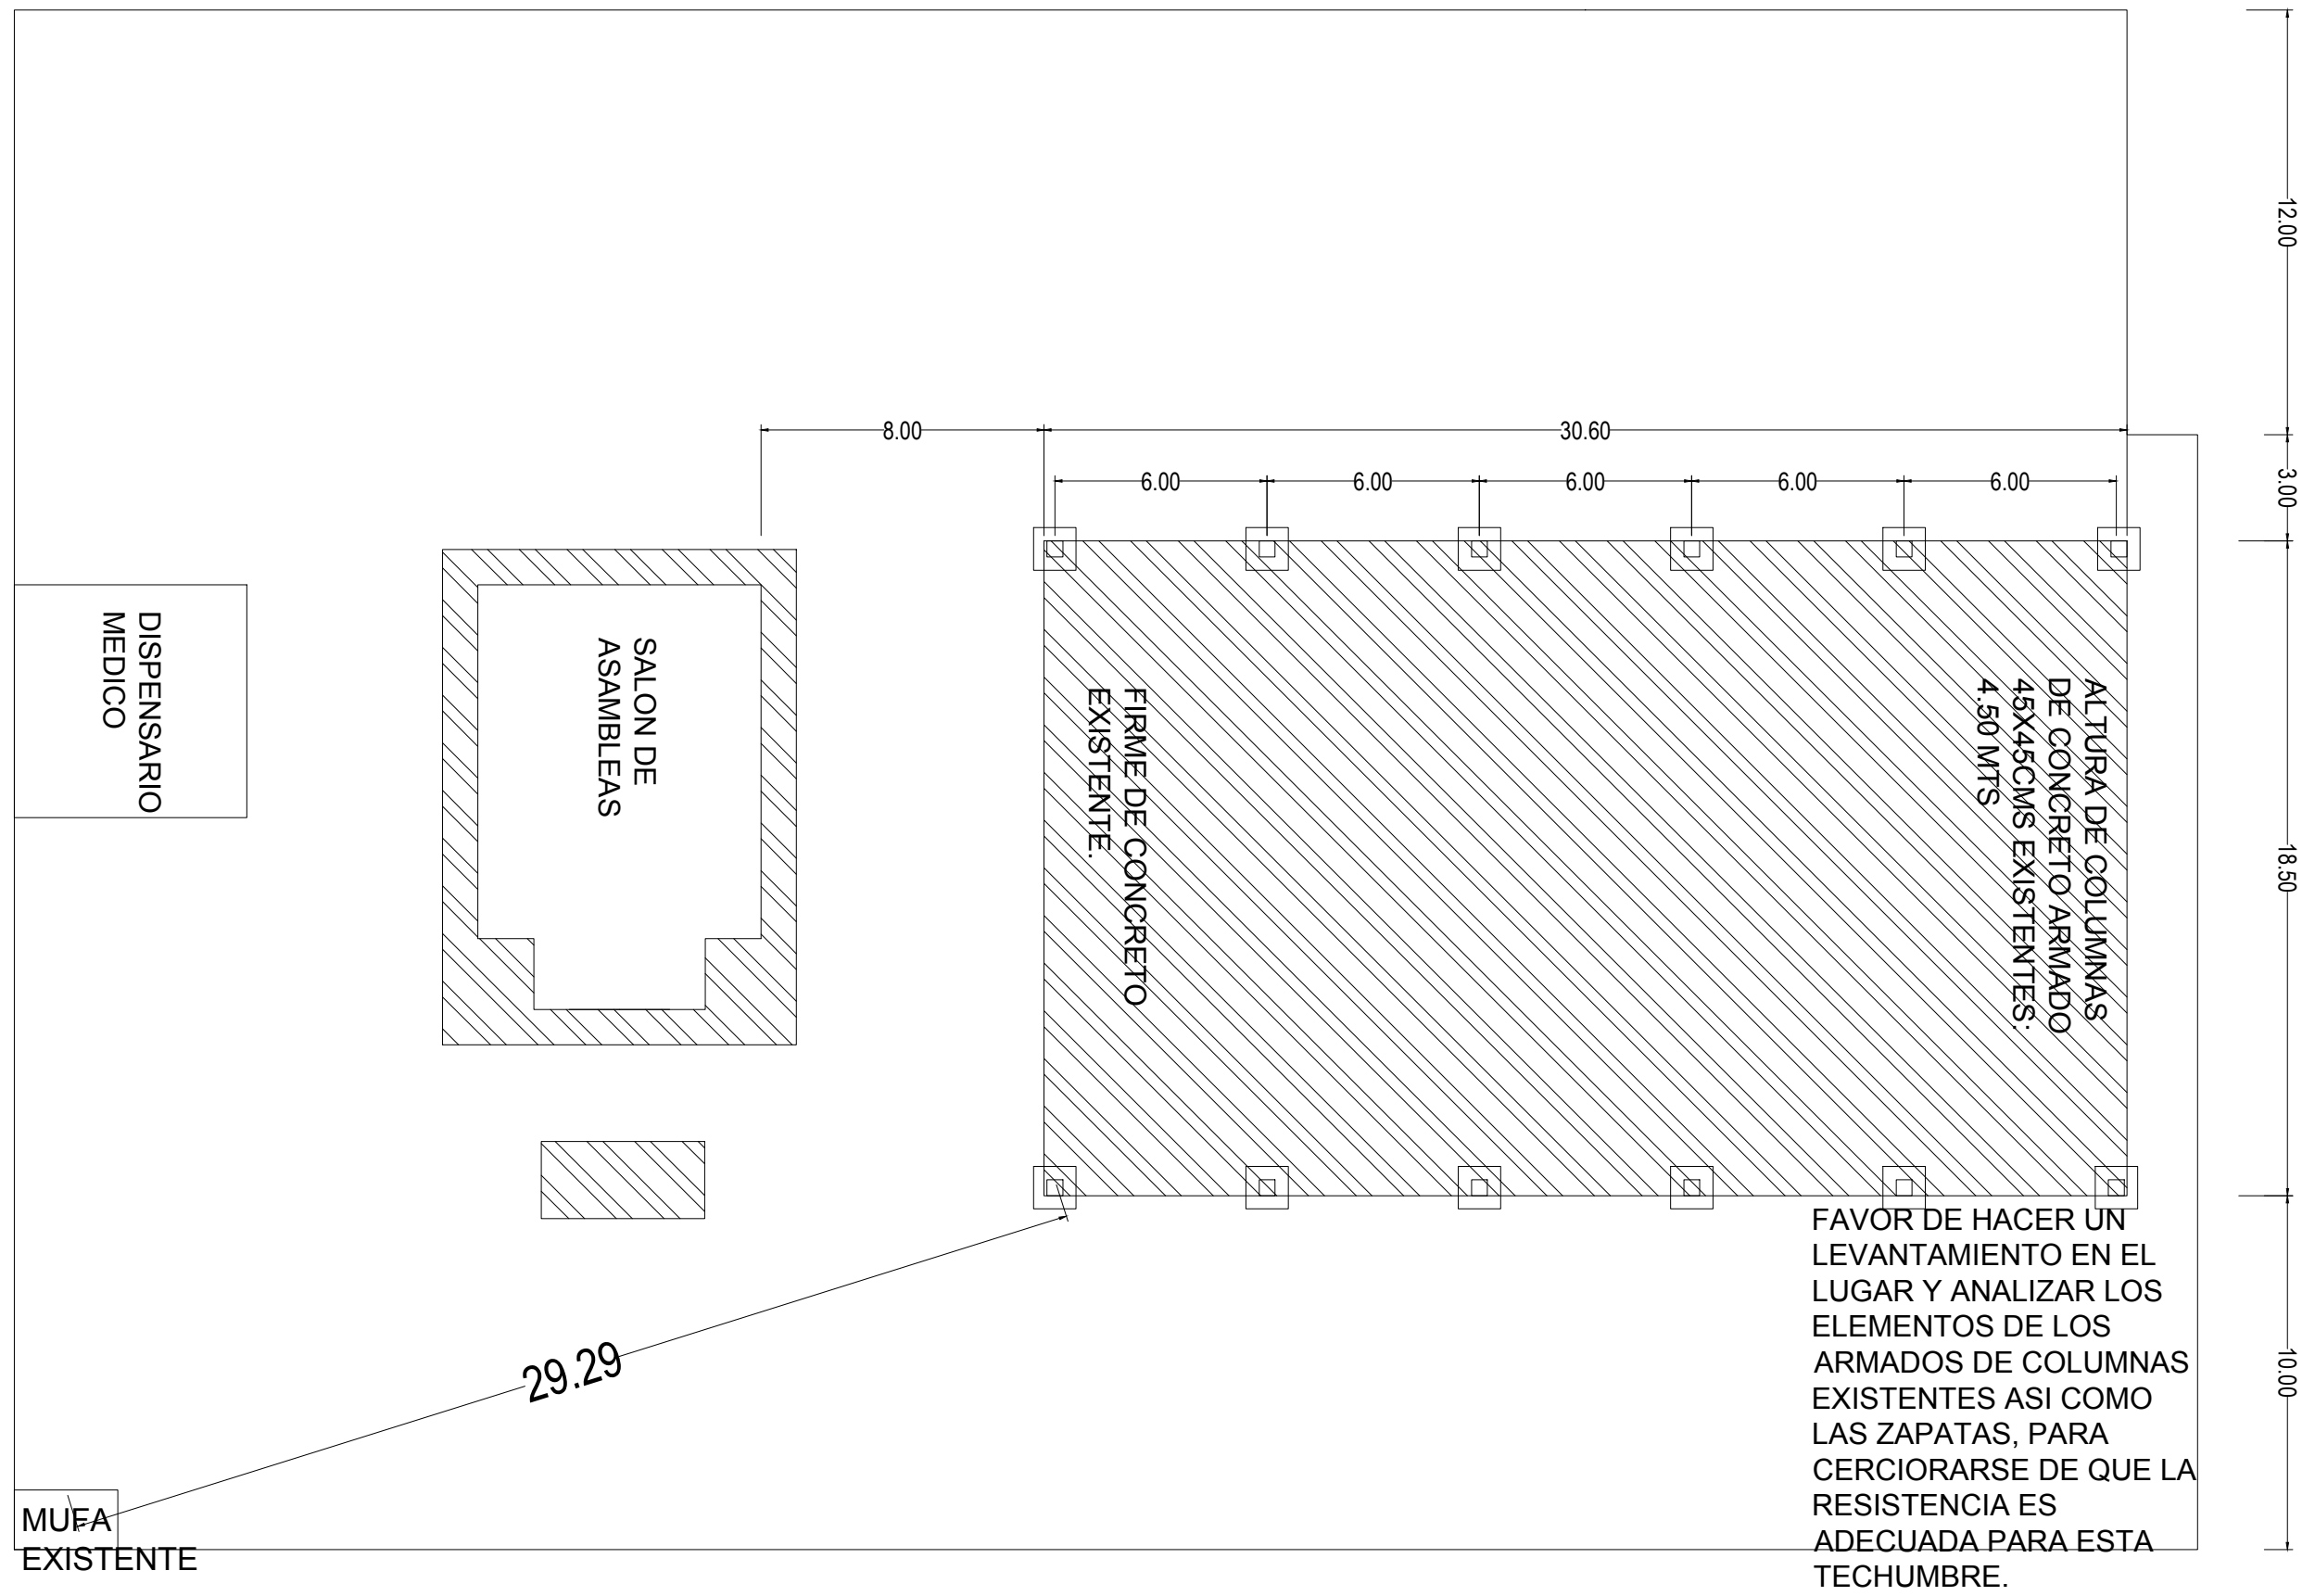 12.00
8.00
30.60
6.00
6.00
6.00
6.00
6.00
3.00
DISPENSARIO
MEDICO
SALON DE
ASAMBLEAS
FIRME DE CONCRETO
EXISTENTE.
ALTURA DE COLUMNAS
DE CONCRETO ARMADO
45X45CMS EXISTENTES:
4.50 MTS
18.50
29.29
10.00
FAVOR DE HACER UN
LEVANTAMIENTO EN EL
LUGAR Y ANALIZAR LOS
ELEMENTOS DE LOS
ARMADOS DE COLUMNAS
EXISTENTES ASI COMO
LAS ZAPATAS, PARA
CERCIORARSE DE QUE LA
RESISTENCIA ES
ADECUADA PARA ESTA
TECHUMBRE.
MUFA
EXISTENTE